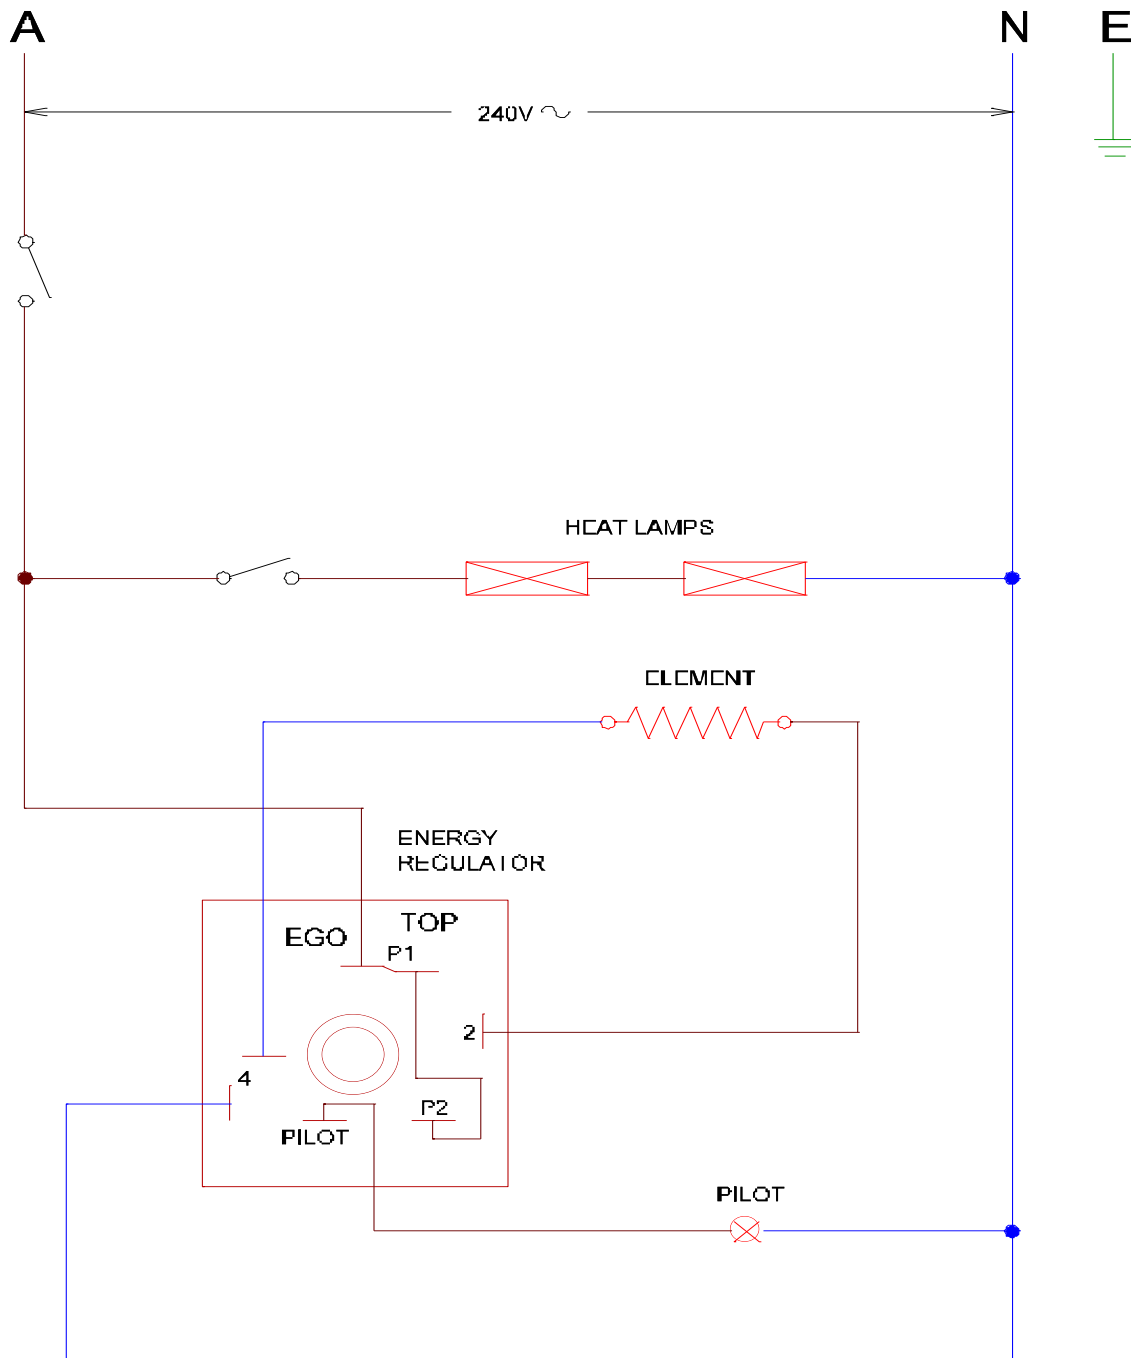 A
N
E
240V
HEAT LAMPS
ELEMENT
ENERGY
REGULATOR
TOP
EGO
P1
2
4
P2
PILOT
PILOT